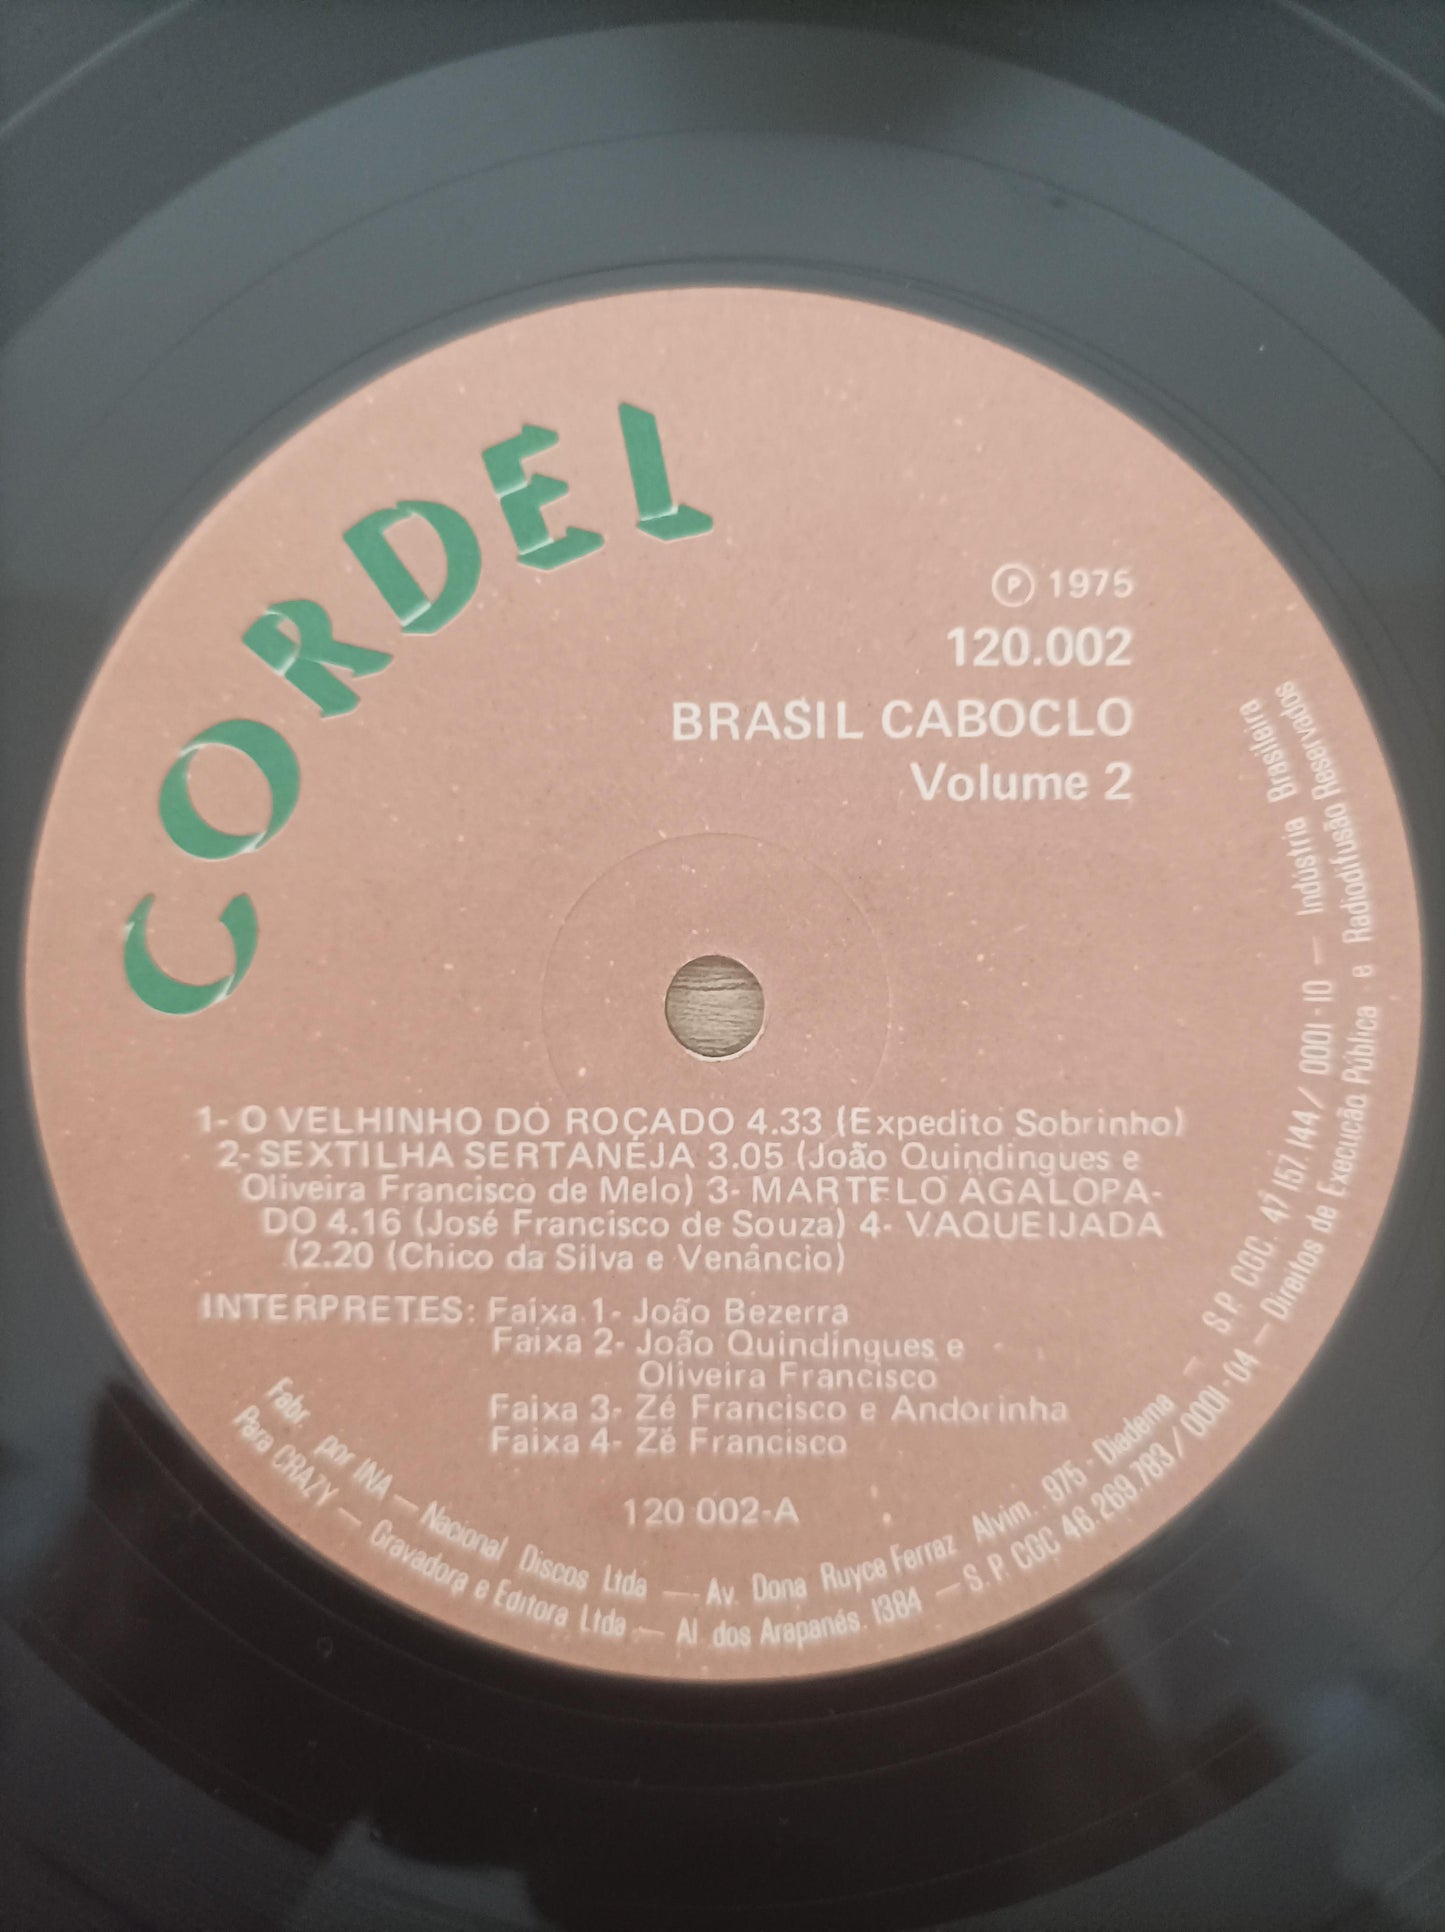 CORDEL
℗ 1975
120.002
BRASIL CABOCLO
Volume 2
1- O VELHINHO DO ROÇADO 4.33 (Expedito Sobrinho)
2- SEXTILHA SERTANEJA 3.05 (João Quindingues e
Oliveira Francisco de Melo) 3- MARTELO AGALOPA-
DO 4.16 (José Francisco de Souza) 4- VAQUEIJADA
(2.20 (Chico da Silva e Venâncio)
INTERPRETES: Faixa 1- João Bezerra
Faixa 2- João Quindingues e
Oliveira Francisco
Faixa 3- Zé Francisco e Andorinha
Faixa 4- Zé Francisco
120 002-A
Fabr. por INA — Nacional Discos Ltda — Av. Dona Ruyce Ferraz Alvim. 975 - Diadema — S. P. CGC. 47 157.144 / 0001 - 10 — Industria Brasileira
Para CRAZY — Gravadora e Editora Ltda — Al. dos Arapanés. 1384 — S. P. CGC 46.269.783 / 0001 - 04 — Direitos de Execução Pública e Radiodifusão Reservados